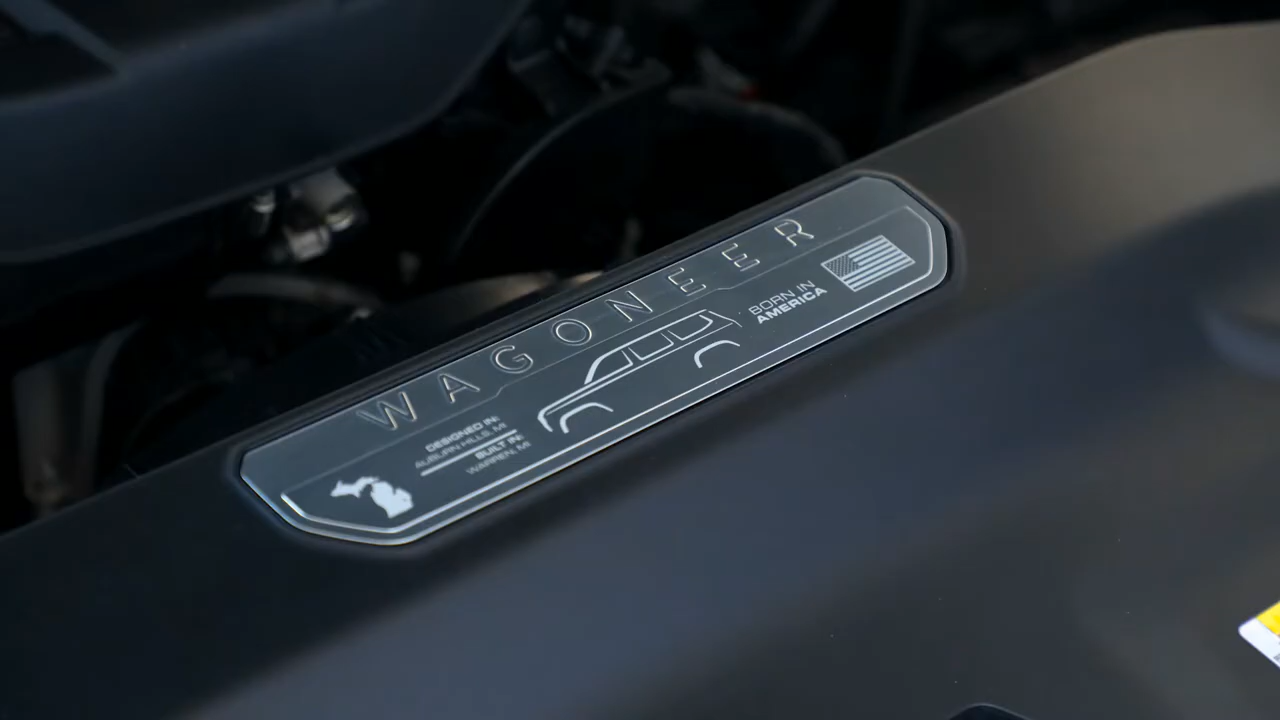 WAGONEER
BORN IN
AMERICA
DESIGNED IN:
AUBURN HILLS, MI
BUILT IN:
WARREN, MI